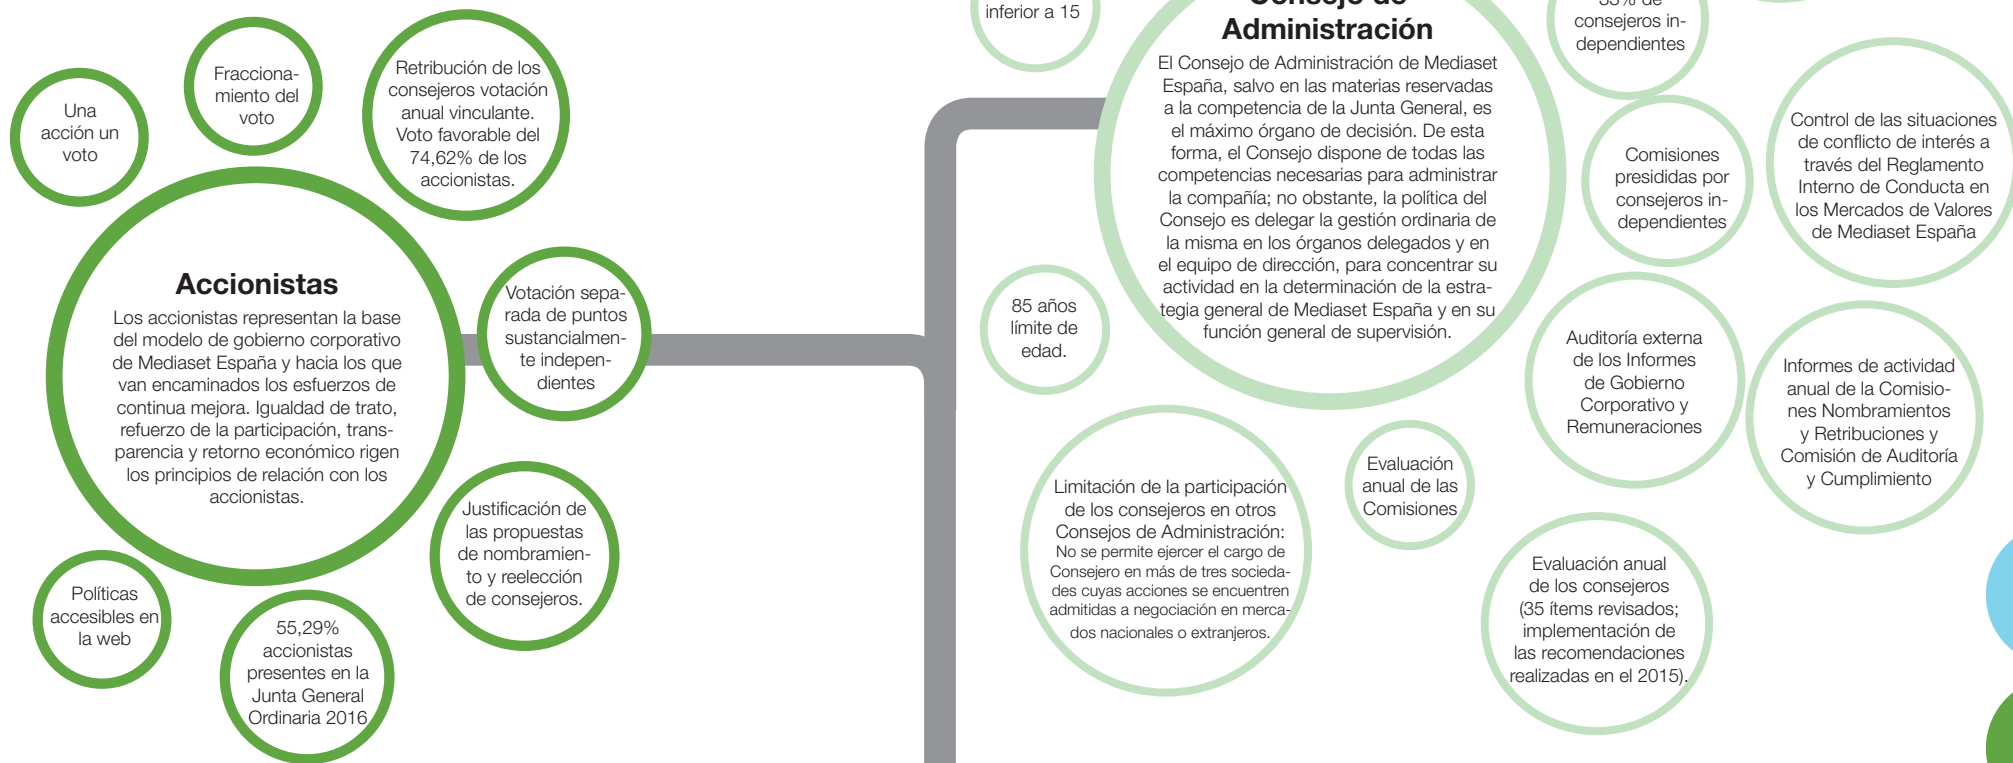 Una
acción un
voto
Fracciona-
miento del
voto
Retribución de los
consejeros votación
anual vinculante.
Voto favorable del
74,62% de los
accionistas.
Accionistas
Los accionistas representan la base
del modelo de gobierno corporativo
de Mediaset España y hacia los que
van encaminados los esfuerzos de
continua mejora. Igualdad de trato,
refuerzo de la participación, trans-
parencia y retorno económico rigen
los principios de relación con los
accionistas.
Votación sepa-
rada de puntos
sustancialmen-
te indepen-
dientes
Justificación de
las propuestas
de nombramien-
to y reelección
de consejeros.
Políticas
accesibles en
la web
55,29%
accionistas
presentes en la
Junta General
Ordinaria 2016
inferior a 15
Consejo de
Administración
El Consejo de Administración de Mediaset
España, salvo en las materias reservadas
a la competencia de la Junta General, es
el máximo órgano de decisión. De esta
forma, el Consejo dispone de todas las
competencias necesarias para administrar
la compañía; no obstante, la política del
Consejo es delegar la gestión ordinaria de
la misma en los órganos delegados y en
el equipo de dirección, para concentrar su
actividad en la determinación de la estra-
tegia general de Mediaset España y en su
función general de supervisión.
85 años
límite de
edad.
Limitación de la participación
de los consejeros en otros
Consejos de Administración:
No se permite ejercer el cargo de
Consejero en más de tres socieda-
des cuyas acciones se encuentren
admitidas a negociación en merca-
dos nacionales o extranjeros.
Evaluación
anual de las
Comisiones
Evaluación anual
de los consejeros
(35 ítems revisados;
implementación de
las recomendaciones
realizadas en el 2015).
de
consejeros in-
dependientes
Comisiones
presididas por
consejeros in-
dependientes
Control de las situaciones
de conflicto de interés a
través del Reglamento
Interno de Conducta en
los Mercados de Valores
de Mediaset España
Auditoría externa
de los Informes
de Gobierno
Corporativo y
Remuneraciones
Informes de actividad
anual de la Comisio-
nes Nombramientos
y Retribuciones y
Comisión de Auditoría
y Cumplimiento